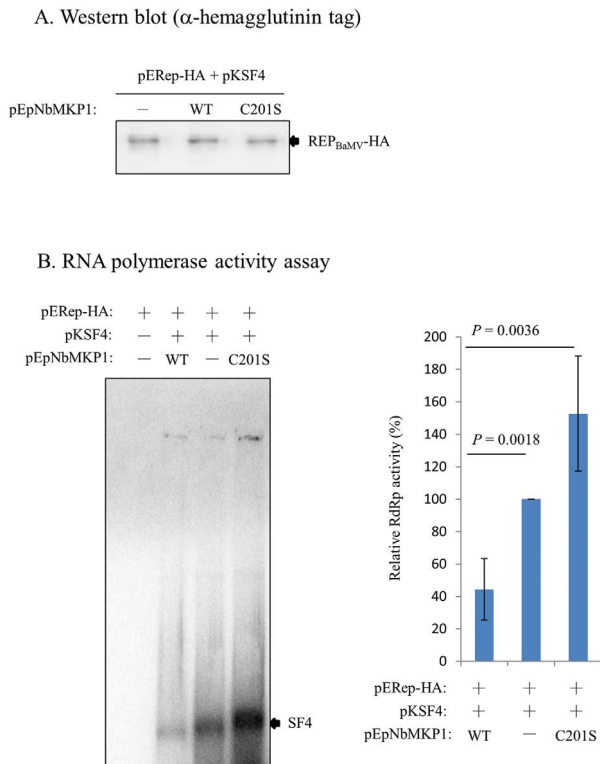 A. Western blot (α-hemagglutinin tag)
pERep-HA + pKSF4
pEpNbMKP1: — WT C201S
REPBaMV-HA
B. RNA polymerase activity assay
pERep-HA: + + + +
pKSF4: — + + +
pEpNbMKP1: — WT — C201S
SF4
Relative RdRp activity (%)
200
180
160
140
120
100
80
60
40
20
0
P = 0.0036
P = 0.0018
pERep-HA: + + +
pKSF4: + + +
pEpNbMKP1: WT — C201S